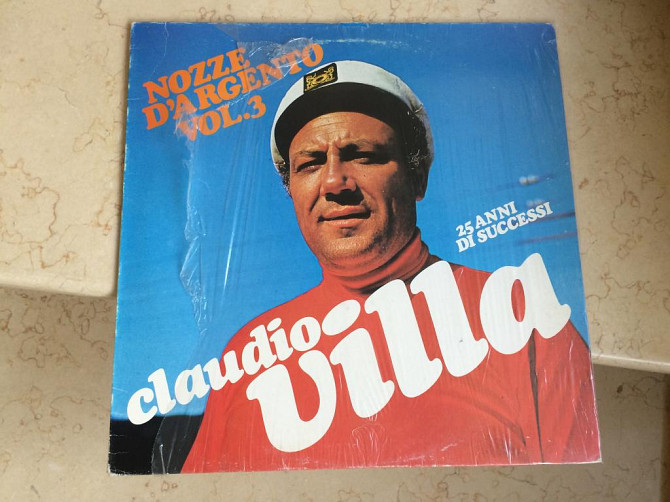 NOZZE
D'ARGENTO
VOL.3
25 ANNI
DI SUCCESSI
claudio
villa